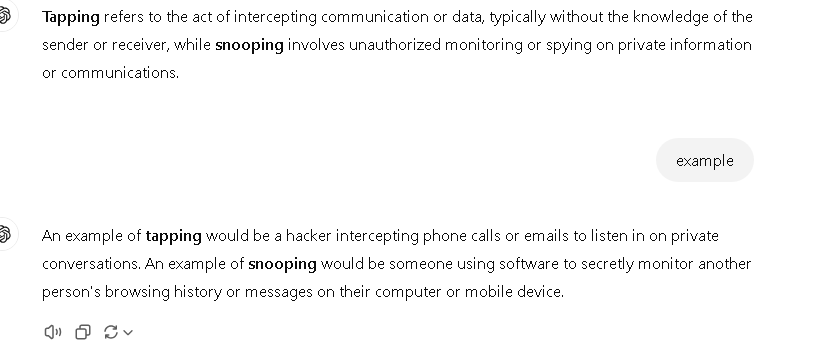 Tapping refers to the act of intercepting communication or data, typically without the knowledge of the
sender or receiver, while snooping involves unauthorized monitoring or spying on private information
or communications.
example
An example of tapping would be a hacker intercepting phone calls or emails to listen in on private
conversations. An example of snooping would be someone using software to secretly monitor another
person's browsing history or messages on their computer or mobile device.